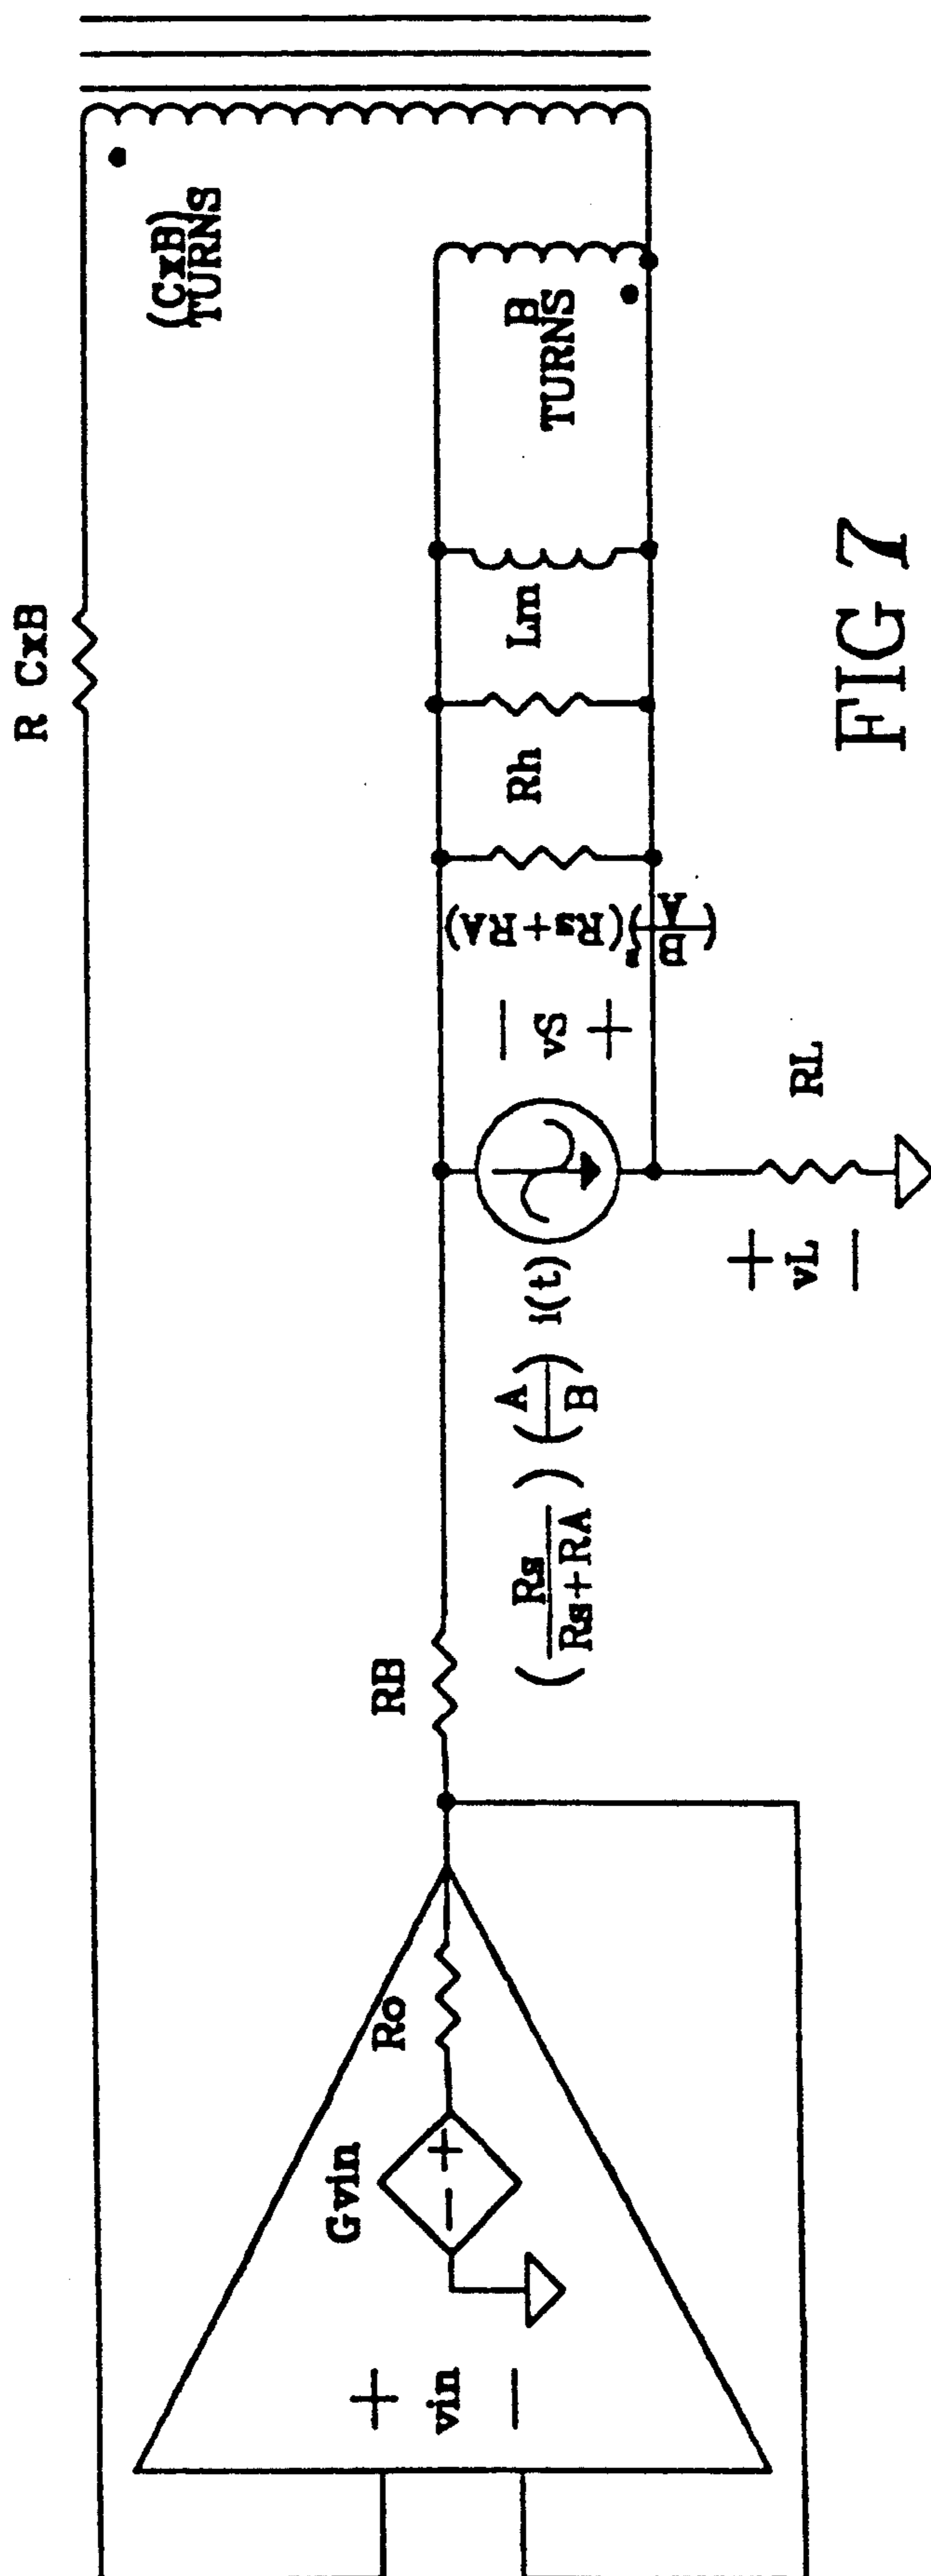 R CxB
(CxB)
TURNS
B
TURNS
Lm
Rh
(B/A)² (Rs+RA)
− vS +
RL
+ vL −
(Rs/(Rs+RA)) (A/B) i(t)
RB
Ro
Gvin
− +
+ vin −
FIG 7